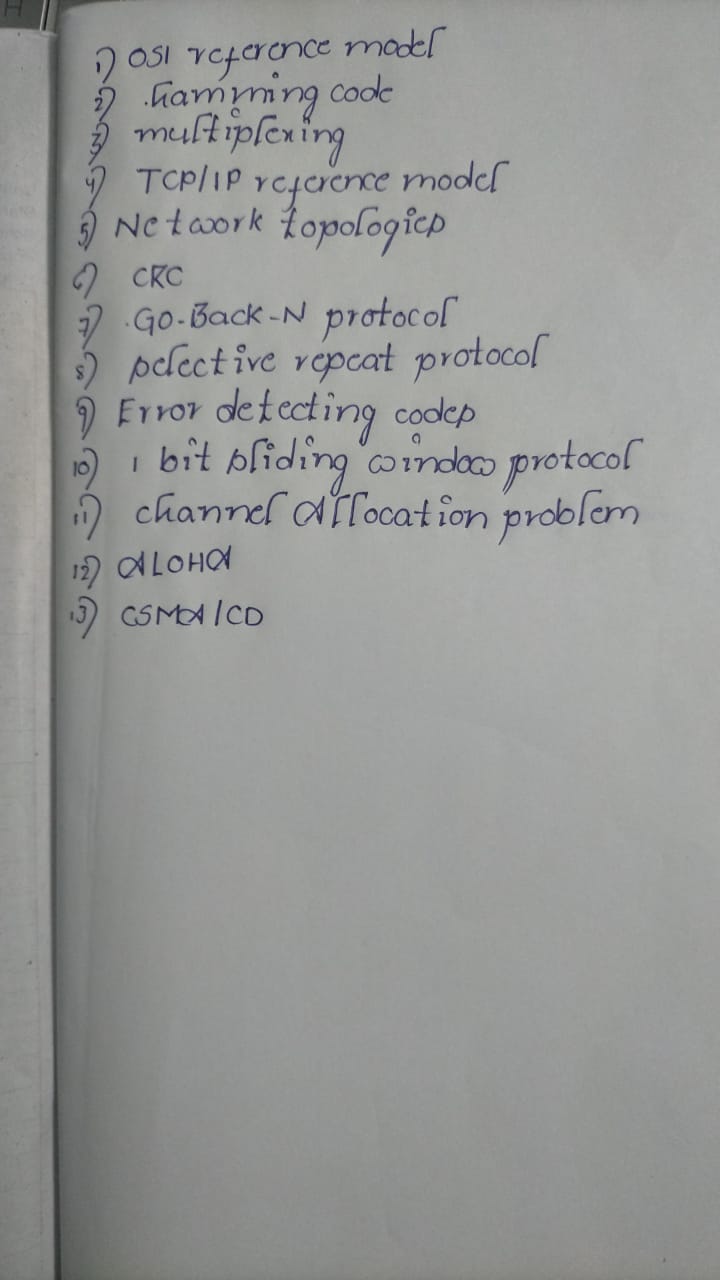 1) OSI reference model
2) hamming code
3) multiplexing
4) TCP/IP reference model
5) Network topologies
6) CRC
7) Go-Back-N protocol
8) selective repeat protocol
9) Error detecting codes
10) 1 bit sliding window protocol
11) channel allocation problem
12) ALOHA
13) CSMA/CD